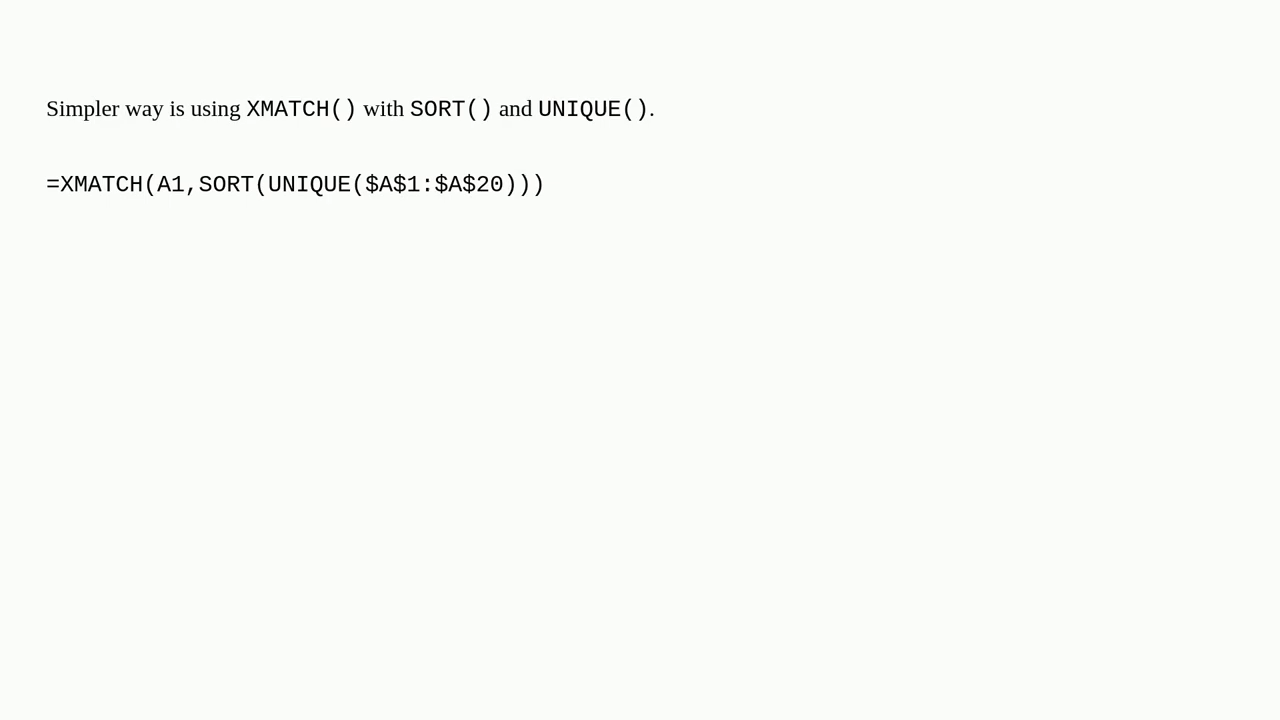 Simpler way is using XMATCH() with SORT() and UNIQUE().
=XMATCH(A1,SORT(UNIQUE($A$1:$A$20)))